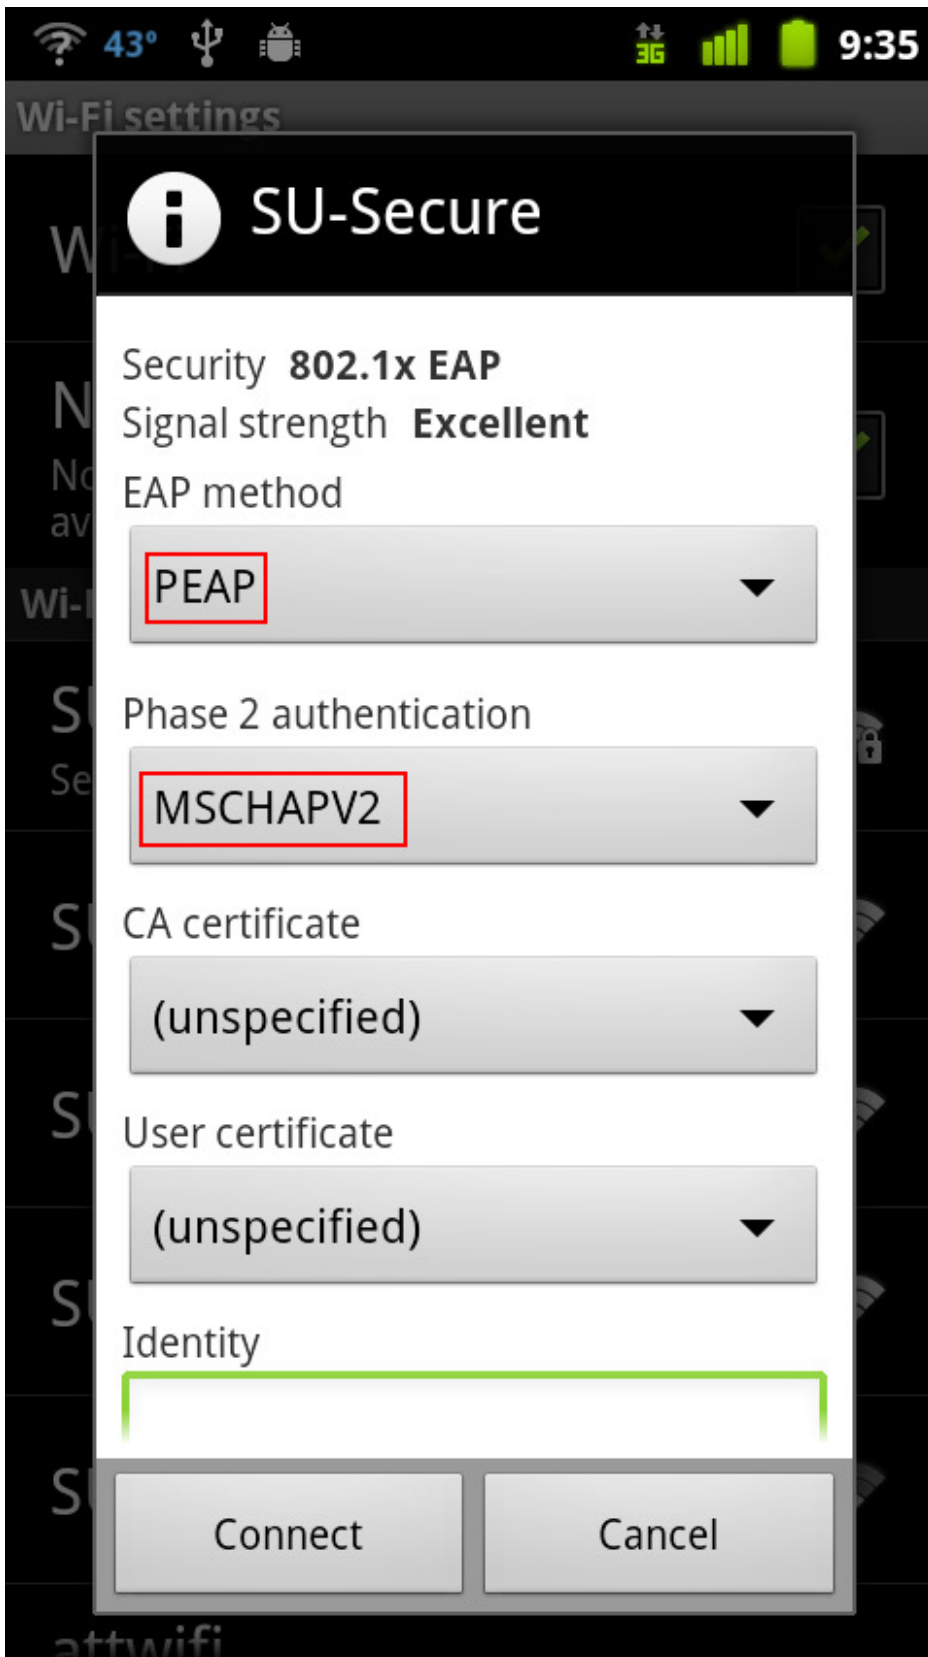 43°
3G
9:35
Wi-Fi settings
SU-Secure
Security 802.1x EAP
Signal strength Excellent
EAP method
PEAP
Phase 2 authentication
MSCHAPV2
CA certificate
(unspecified)
User certificate
(unspecified)
Identity
Connect
Cancel
attwifi